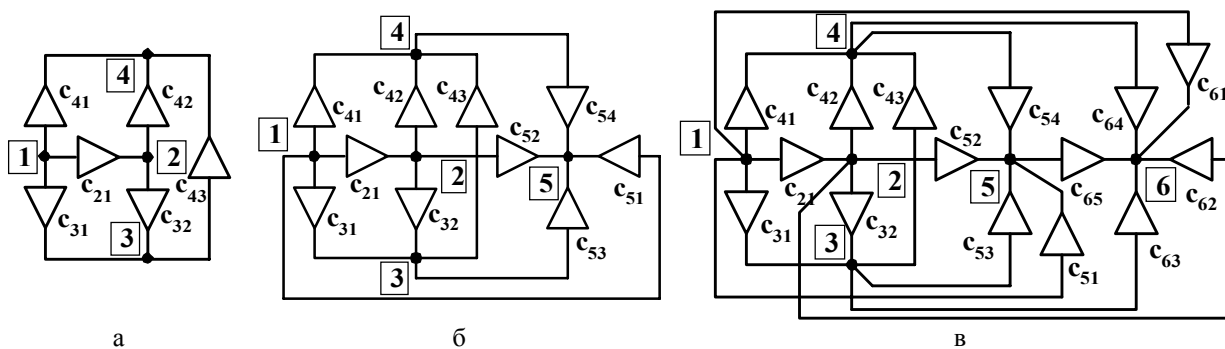 4
c41 c42
1 2
c21 c43
c31 3 c32
а
4
c41 c42 c43 c54
1 c52
c21 2 5 c51
c31 c32
c53
3
б
4 c61
c41 c42 c43 c54 c64
1 c52
c21 2 5 c65 6 c62
c31 3 c32 c53 c51 c63
в